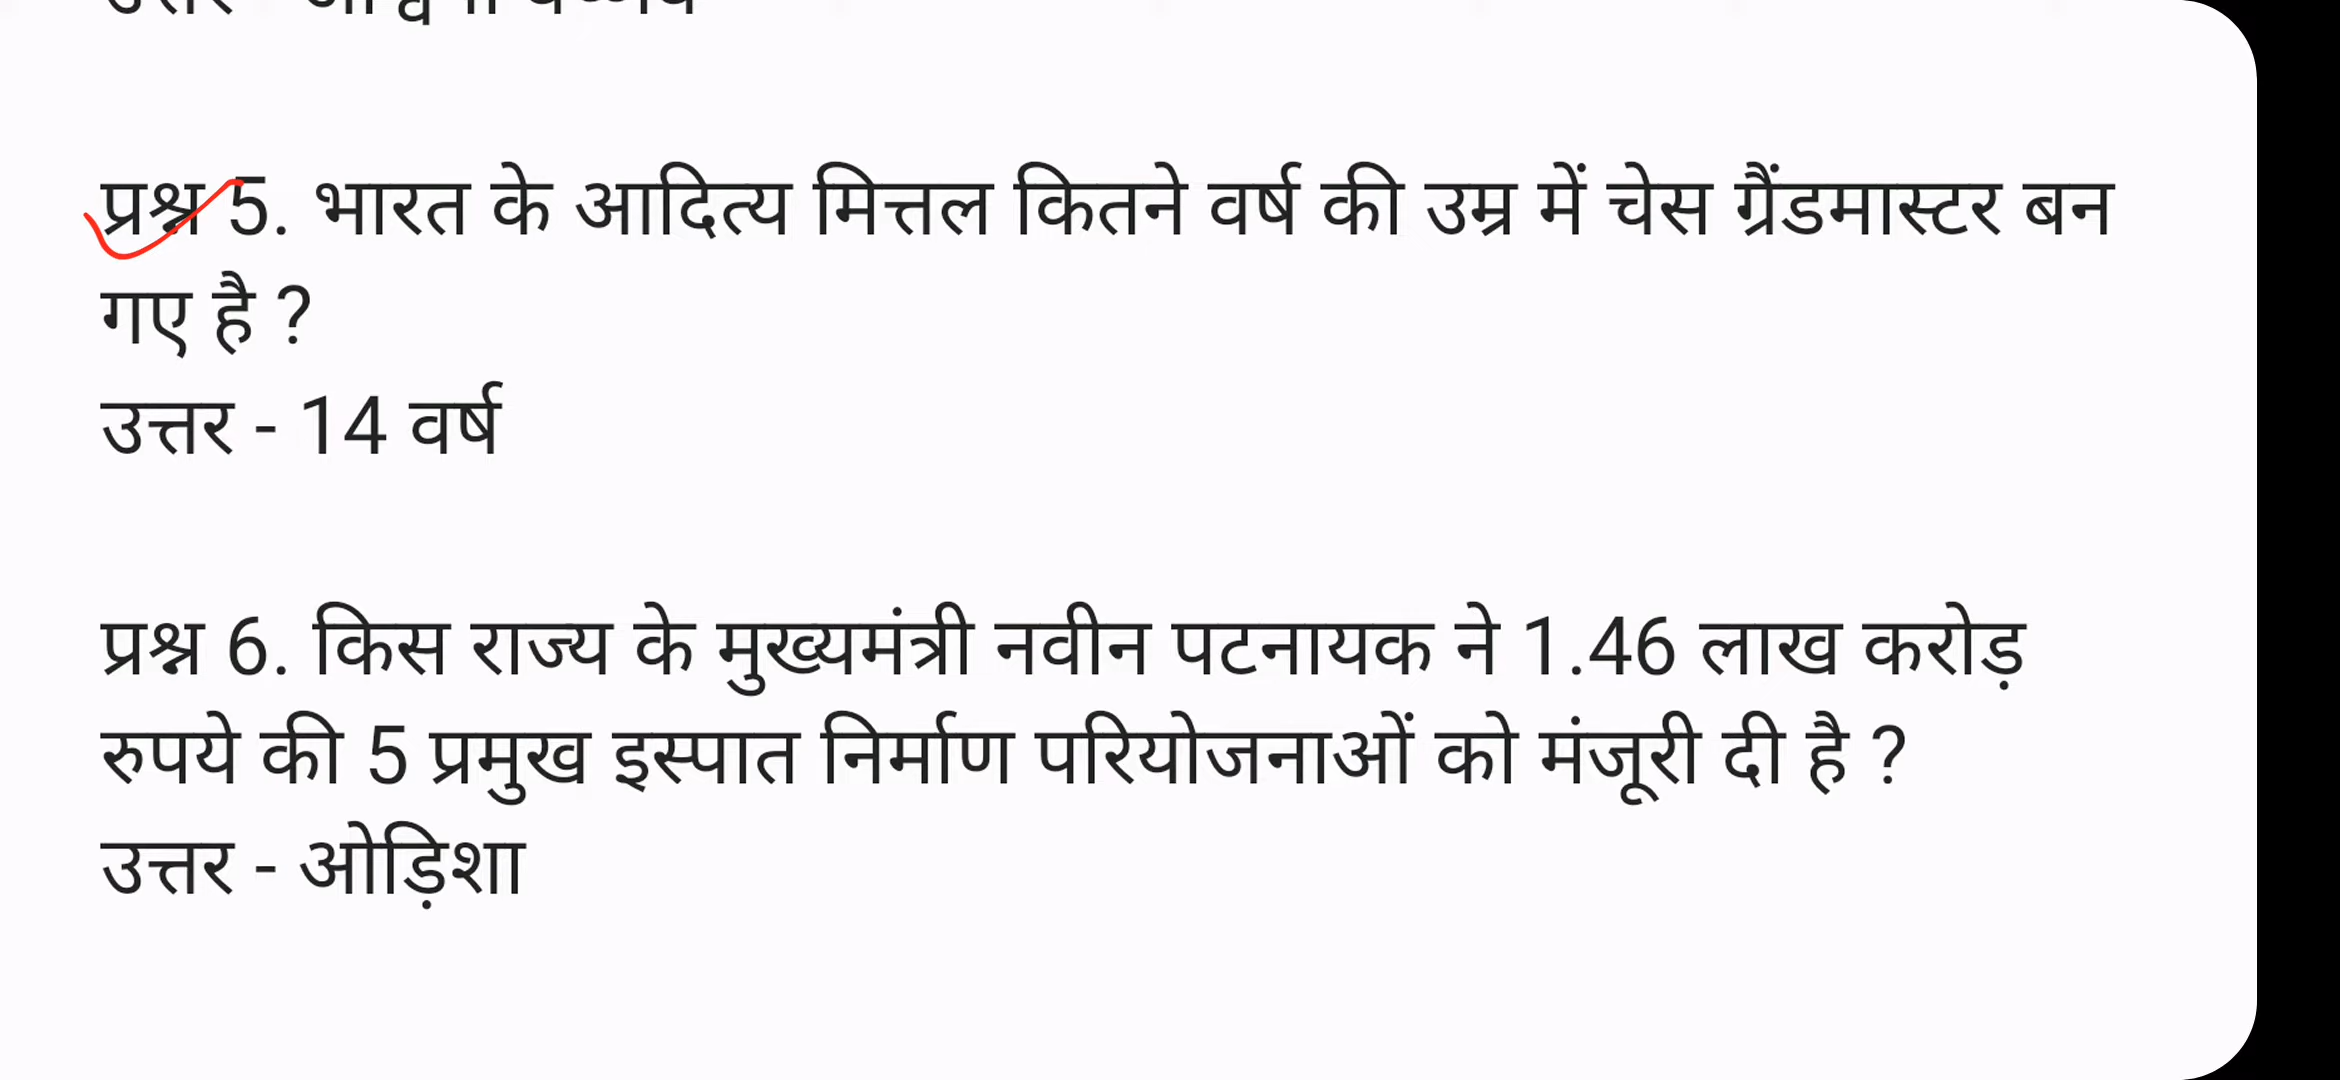 प्रश्न 5. भारत के आदित्य मित्तल कितने वर्ष की उम्र में चेस ग्रैंडमास्टर बन
गए है ?
उत्तर - 14 वर्ष
प्रश्न 6. किस राज्य के मुख्यमंत्री नवीन पटनायक ने 1.46 लाख करोड़
रुपये की 5 प्रमुख इस्पात निर्माण परियोजनाओं को मंजूरी दी है ?
उत्तर - ओड़िशा